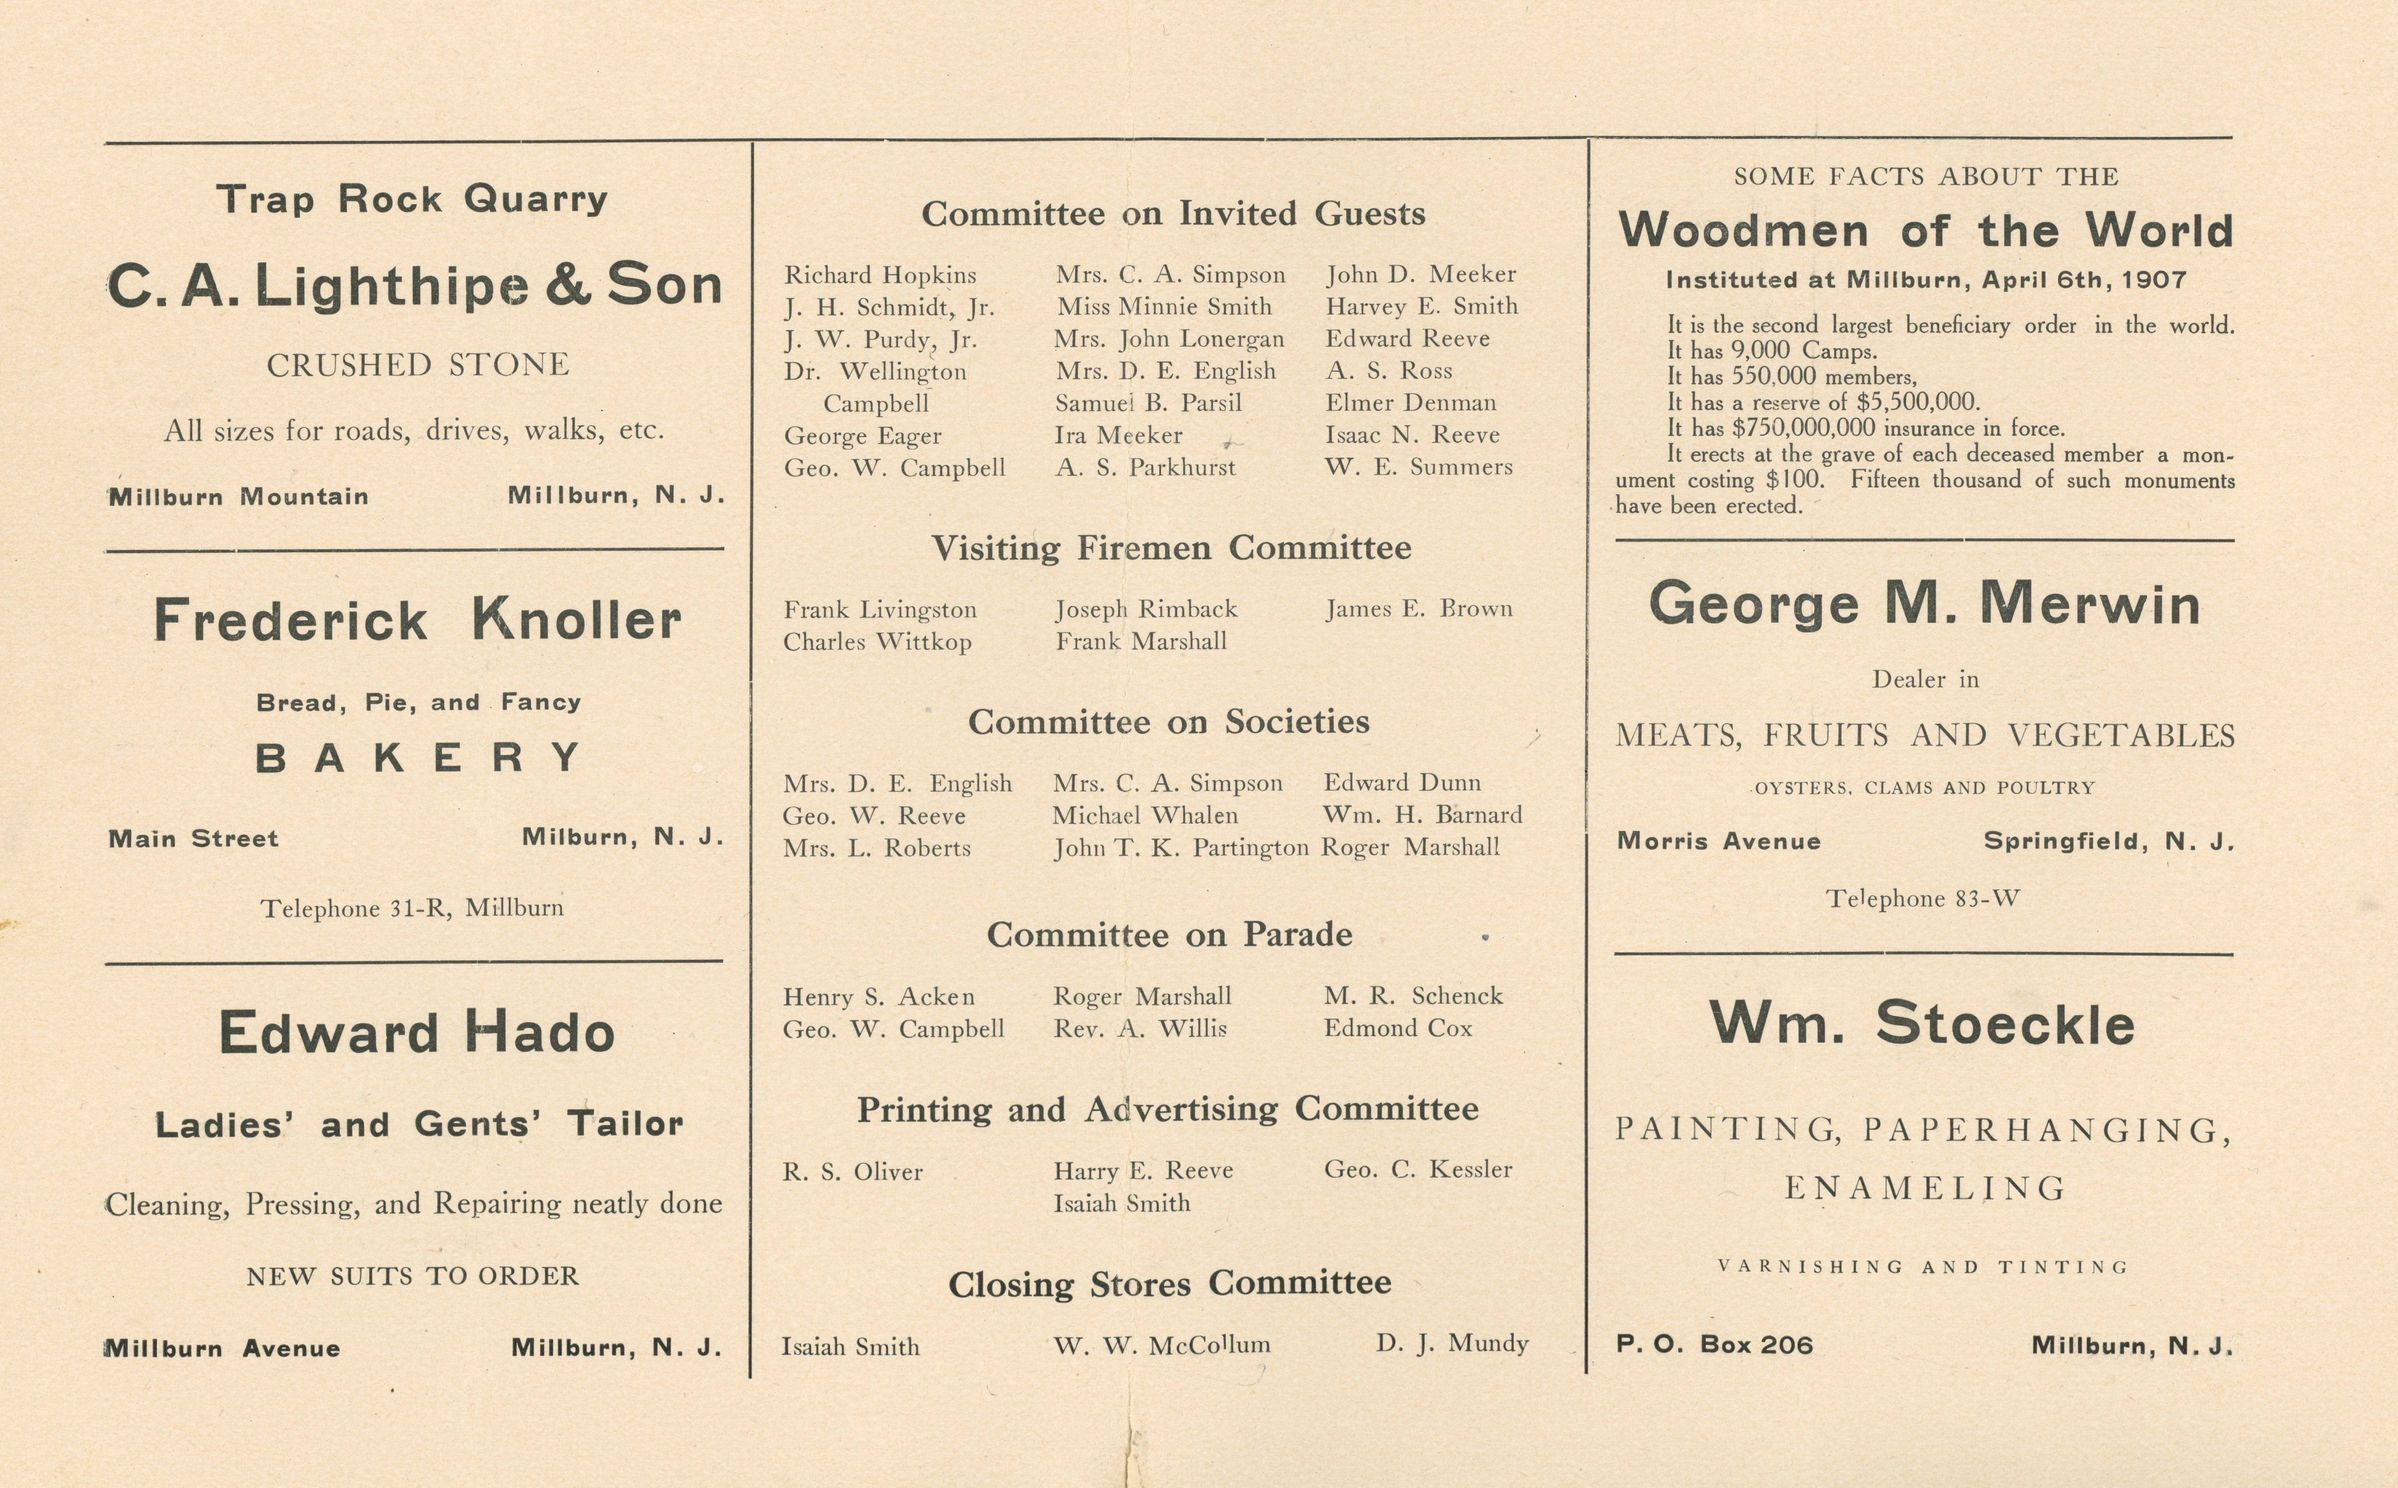 Trap Rock Quarry
C. A. Lighthipe & Son
CRUSHED STONE
All sizes for roads, drives, walks, etc.
Millburn Mountain Millburn, N. J.
Frederick Knoller
Bread, Pie, and Fancy
BAKERY
Main Street Milburn, N. J.
Telephone 31-R, Millburn
Edward Hado
Ladies' and Gents' Tailor
Cleaning, Pressing, and Repairing neatly done
NEW SUITS TO ORDER
Millburn Avenue Millburn, N. J.
Committee on Invited Guests
Richard Hopkins Mrs. C. A. Simpson John D. Meeker
J. H. Schmidt, Jr. Miss Minnie Smith Harvey E. Smith
J. W. Purdy, Jr. Mrs. John Lonergan Edward Reeve
Dr. Wellington Mrs. D. E. English A. S. Ross
Campbell Samuel B. Parsil Elmer Denman
George Eager Ira Meeker Isaac N. Reeve
Geo. W. Campbell A. S. Parkhurst W. E. Summers
Visiting Firemen Committee
Frank Livingston Joseph Rimback James E. Brown
Charles Wittkop Frank Marshall
Committee on Societies
Mrs. D. E. English Mrs. C. A. Simpson Edward Dunn
Geo. W. Reeve Michael Whalen Wm. H. Barnard
Mrs. L. Roberts John T. K. Partington Roger Marshall
Committee on Parade
Henry S. Acken Roger Marshall M. R. Schenck
Geo. W. Campbell Rev. A. Willis Edmond Cox
Printing and Advertising Committee
R. S. Oliver Harry E. Reeve Geo. C. Kessler
Isaiah Smith
Closing Stores Committee
Isaiah Smith W. W. McCollum D. J. Mundy
SOME FACTS ABOUT THE
Woodmen of the World
Instituted at Millburn, April 6th, 1907
It is the second largest beneficiary order in the world.
It has 9,000 Camps.
It has 550,000 members,
It has a reserve of $5,500,000.
It has $750,000,000 insurance in force.
It erects at the grave of each deceased member a mon-
ument costing $100. Fifteen thousand of such monuments
have been erected.
George M. Merwin
Dealer in
MEATS, FRUITS AND VEGETABLES
OYSTERS, CLAMS AND POULTRY
Morris Avenue Springfield, N. J.
Telephone 83-W
Wm. Stoeckle
PAINTING, PAPERHANGING,
ENAMELING
VARNISHING AND TINTING
P. O. Box 206 Millburn, N. J.